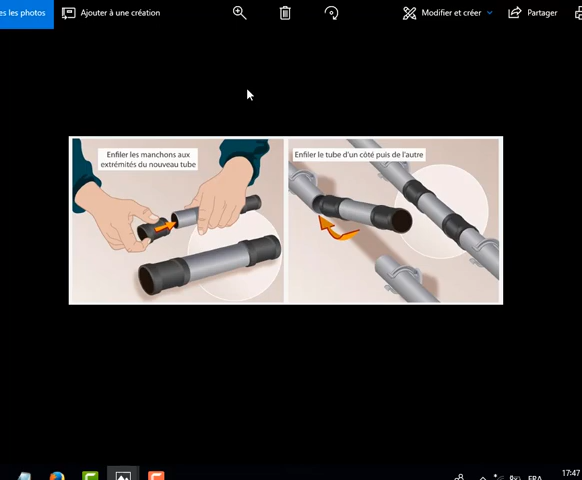 es les photos
Ajouter à une création
Modifier et créer
Partager
Enfiler les manchons aux
extrémités du nouveau tube
Enfiler le tube d'un côté puis de l'autre
17:47
FRA